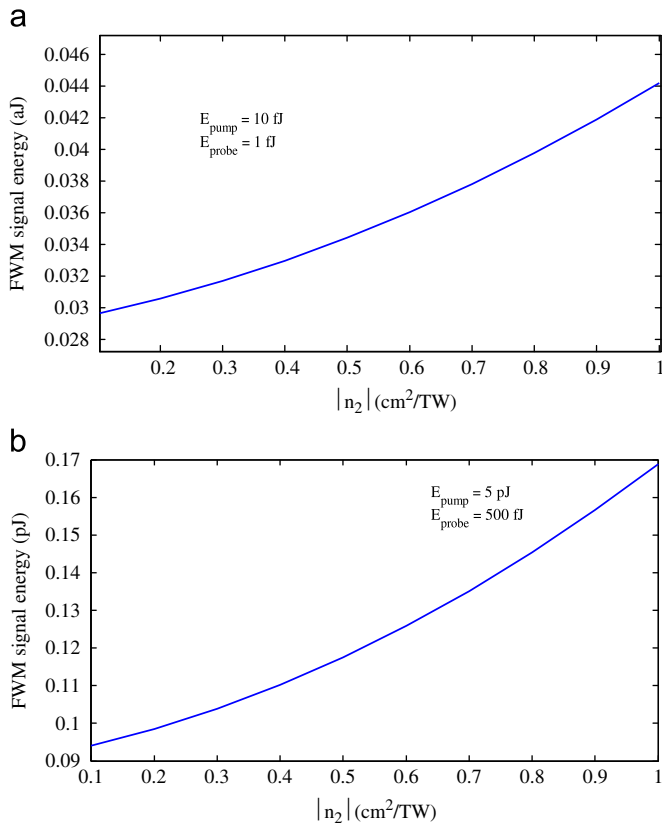 a
0.046
0.044
0.042
0.04
0.038
0.036
0.034
0.032
0.03
0.028
FWM signal energy (aJ)
E_pump = 10 fJ
E_probe = 1 fJ
0.2 0.3 0.4 0.5 0.6 0.7 0.8 0.9 1
|n₂| (cm²/TW)
b
0.17
0.16
0.15
0.14
0.13
0.12
0.11
0.1
0.09
FWM signal energy (pJ)
E_pump = 5 pJ
E_probe = 500 fJ
0.1 0.2 0.3 0.4 0.5 0.6 0.7 0.8 0.9 1
|n₂| (cm²/TW)